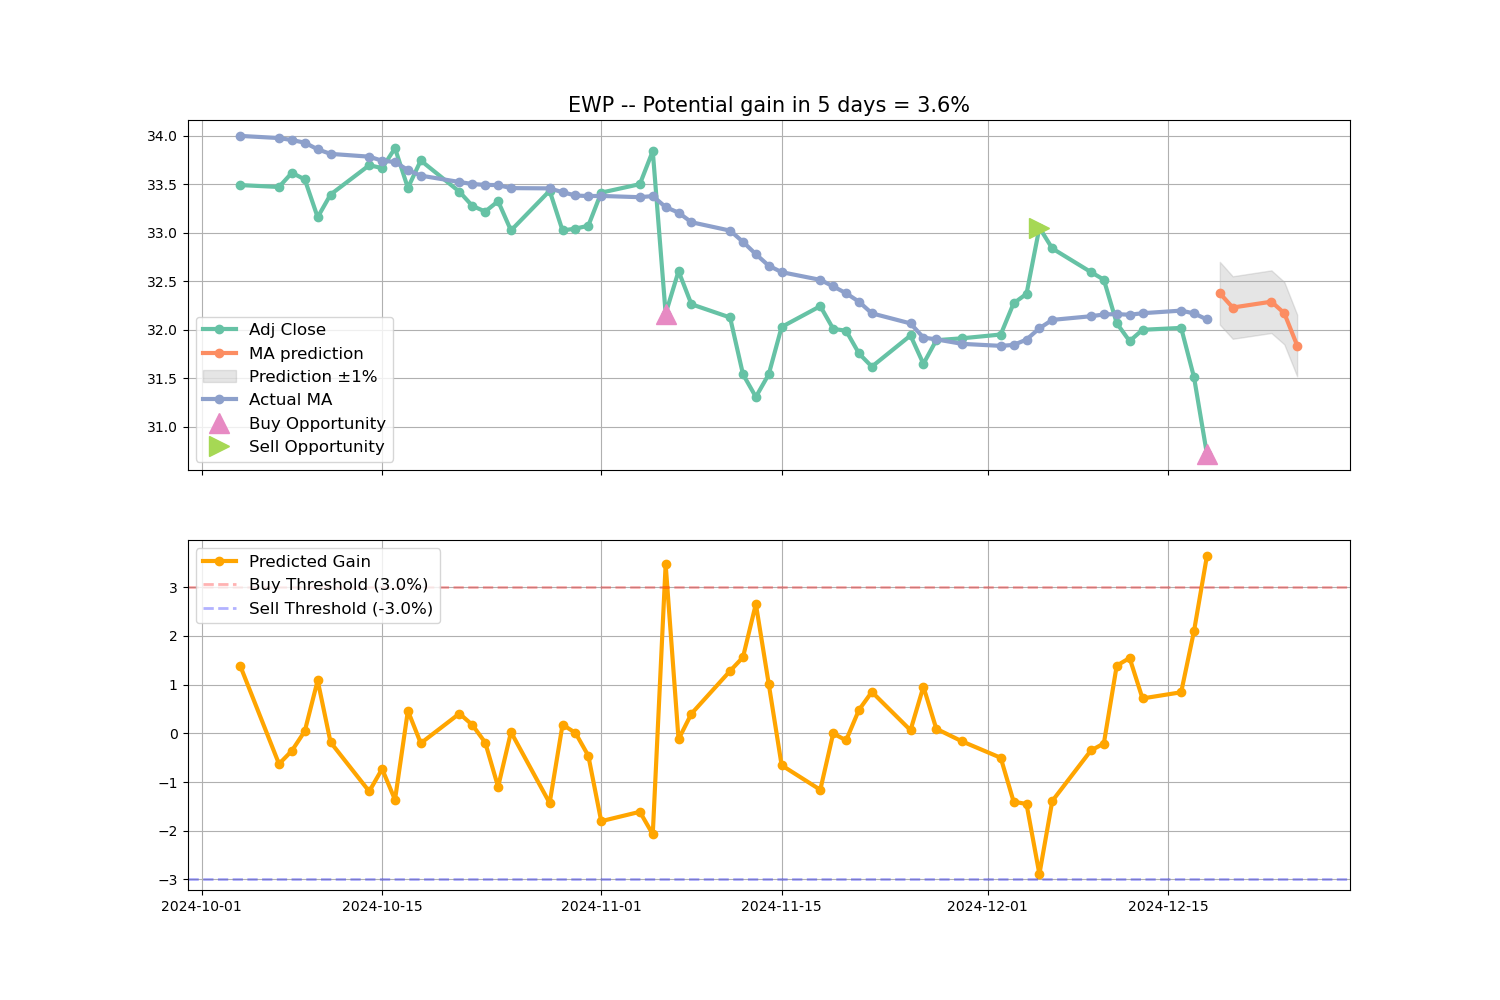 EWP -- Potential gain in 5 days = 3.6%
34.0
33.5
33.0
32.5
32.0
31.5
31.0
Adj Close
MA prediction
Prediction ±1%
Actual MA
Buy Opportunity
Sell Opportunity
3
2
1
0
−1
−2
−3
Predicted Gain
Buy Threshold (3.0%)
Sell Threshold (-3.0%)
2024-10-01
2024-10-15
2024-11-01
2024-11-15
2024-12-01
2024-12-15